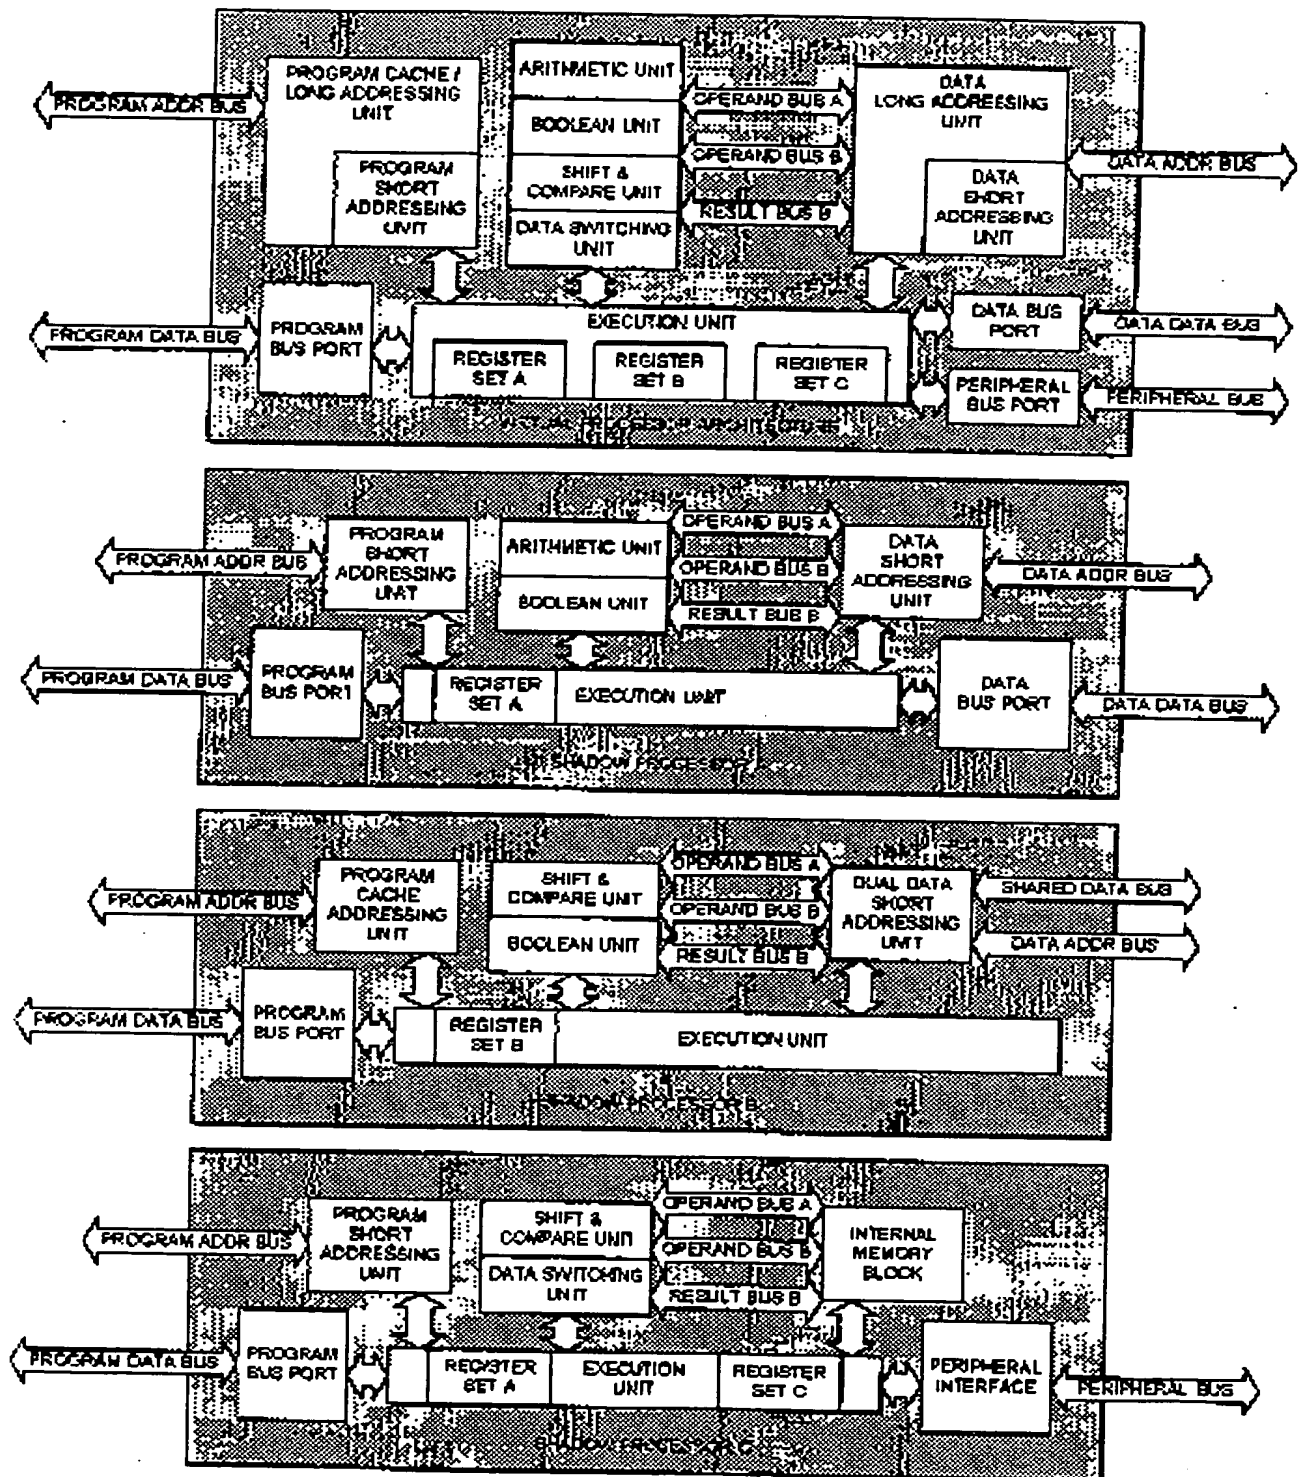 PROGRAM CACHE /
LONG ADDRESSING
UNIT
PROGRAM
SHORT
ADDRESSING
UNIT
PROGRAM ADDR BUS
ARITHMETIC UNIT
BOOLEAN UNIT
SHIFT &
COMPARE UNIT
DATA SWITCHING
UNIT
OPERAND BUS A
OPERAND BUS B
RESULT BUS B
DATA
LONG ADDRESSING
UNIT
DATA
SHORT
ADDRESSING
UNIT
DATA ADDR BUS
PROGRAM DATA BUS
PROGRAM
BUS PORT
EXECUTION UNIT
REGISTER
SET A
REGISTER
SET B
REGISTER
SET C
DATA BUS
PORT
DATA DATA BUS
PERIPHERAL
BUS PORT
PERIPHERAL BUS
VIRTUAL PROCESSOR ARCHITECTURE
PROGRAM ADDR BUS
PROGRAM
SHORT
ADDRESSING
UNIT
ARITHMETIC UNIT
BOOLEAN UNIT
OPERAND BUS A
OPERAND BUS B
RESULT BUS B
DATA
SHORT
ADDRESSING
UNIT
DATA ADDR BUS
PROGRAM DATA BUS
PROGRAM
BUS PORT
REGISTER
SET A
EXECUTION UNIT
DATA
BUS PORT
DATA DATA BUS
SHADOW PROCESSOR A
PROGRAM ADDR BUS
PROGRAM
CACHE
ADDRESSING
UNIT
SHIFT &
COMPARE UNIT
BOOLEAN UNIT
OPERAND BUS A
OPERAND BUS B
RESULT BUS B
DUAL DATA
SHORT
ADDRESSING
UNIT
SHARED DATA BUS
DATA ADDR BUS
PROGRAM DATA BUS
PROGRAM
BUS PORT
REGISTER
SET B
EXECUTION UNIT
SHADOW PROCESSOR B
PROGRAM ADDR BUS
PROGRAM
SHORT
ADDRESSING
UNIT
SHIFT &
COMPARE UNIT
DATA SWITCHING
UNIT
OPERAND BUS A
OPERAND BUS B
RESULT BUS B
INTERNAL
MEMORY
BLOCK
PROGRAM DATA BUS
PROGRAM
BUS PORT
REGISTER
SET A
EXECUTION
UNIT
REGISTER
SET C
PERIPHERAL
INTERFACE
PERIPHERAL BUS
SHADOW PROCESSOR C